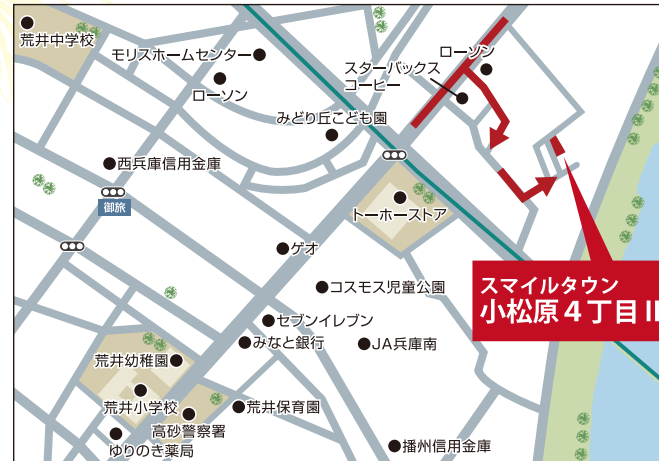 荒井中学校
モリスホームセンター
ローソン
ローソン
スターバックス
コーヒー
みどり丘こども園
西兵庫信用金庫
御旅
トーホーストア
ゲオ
コスモス児童公園
スマイルタウン
小松原4丁目II
セブンイレブン
みなと銀行
JA兵庫南
荒井幼稚園
荒井小学校
荒井保育園
高砂警察署
ゆりのき薬局
播州信用金庫